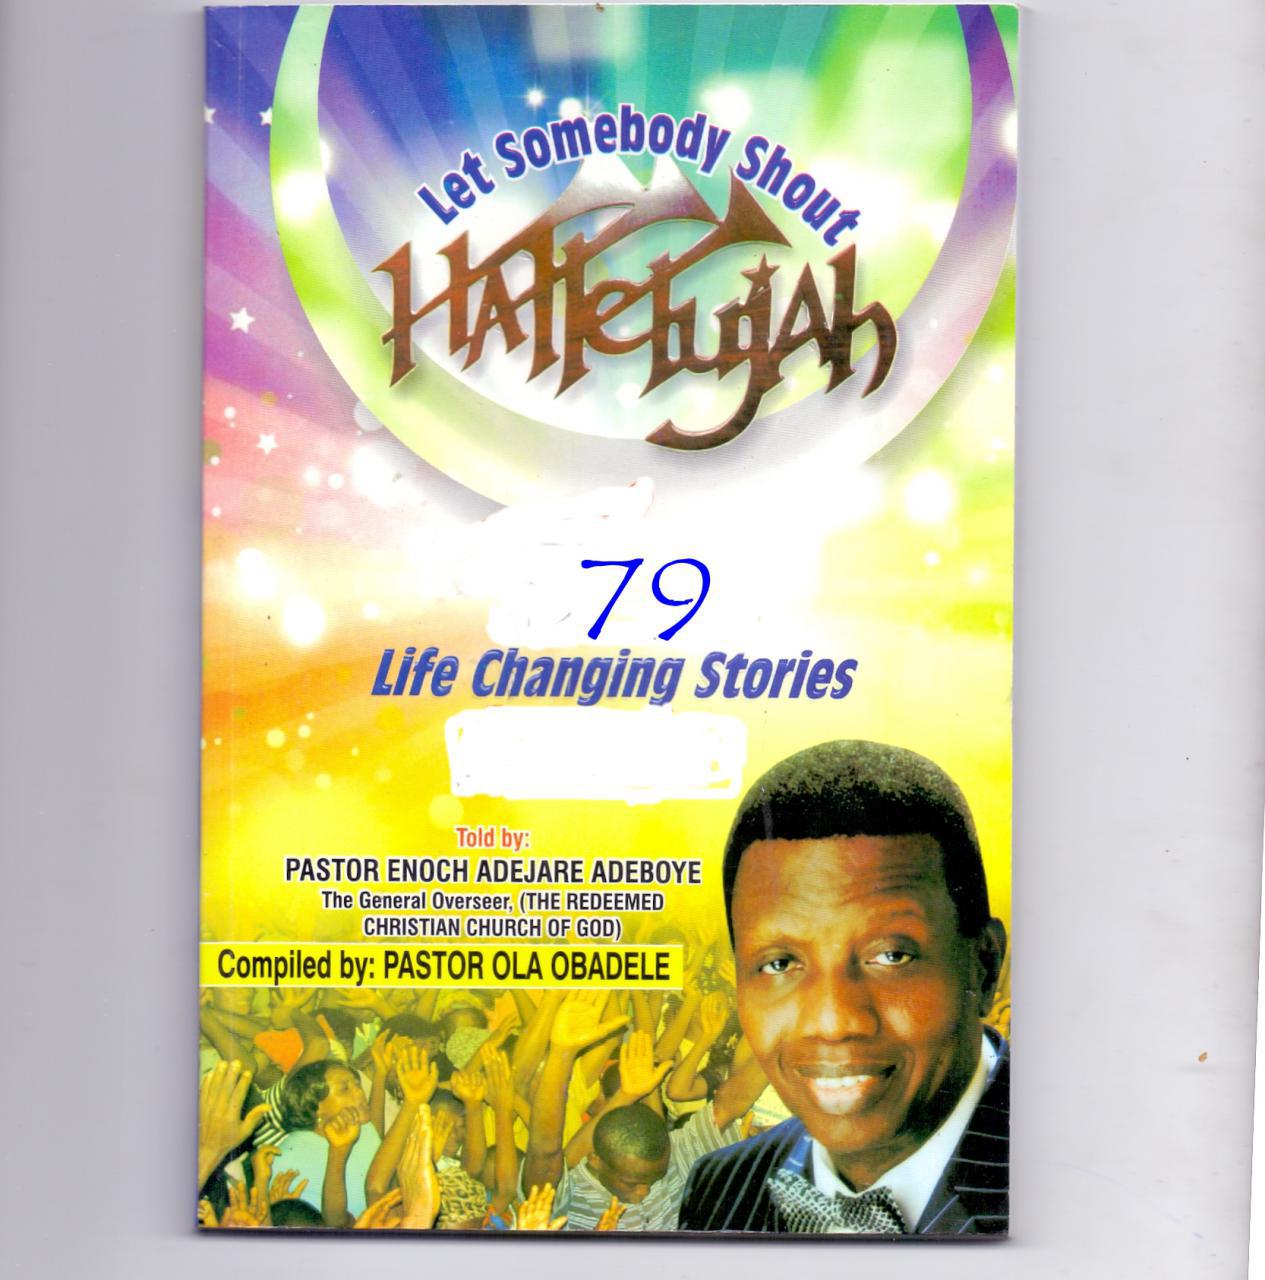 Let Somebody Shout
Hallelujah
79
Life Changing Stories
Told by:
PASTOR ENOCH ADEJARE ADEBOYE
The General Overseer, (THE REDEEMED
CHRISTIAN CHURCH OF GOD)
Compiled by: PASTOR OLA OBADELE